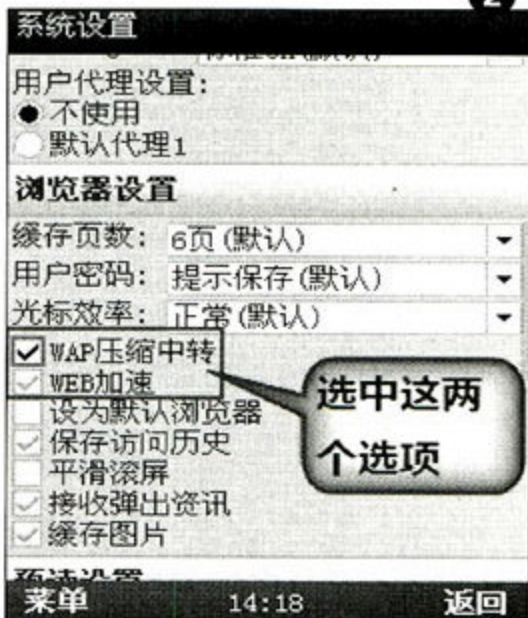 2
系统设置
用户代理设置:
不使用
默认代理1
浏览器设置
缓存页数: 6页(默认)
用户密码: 提示保存(默认)
光标效率: 正常(默认)
WAP压缩中转
WEB加速
设为默认浏览器
保存访问历史
平滑滚屏
接收弹出资讯
缓存图片
选中这两
个选项
预读设置
菜单 14:18 返回